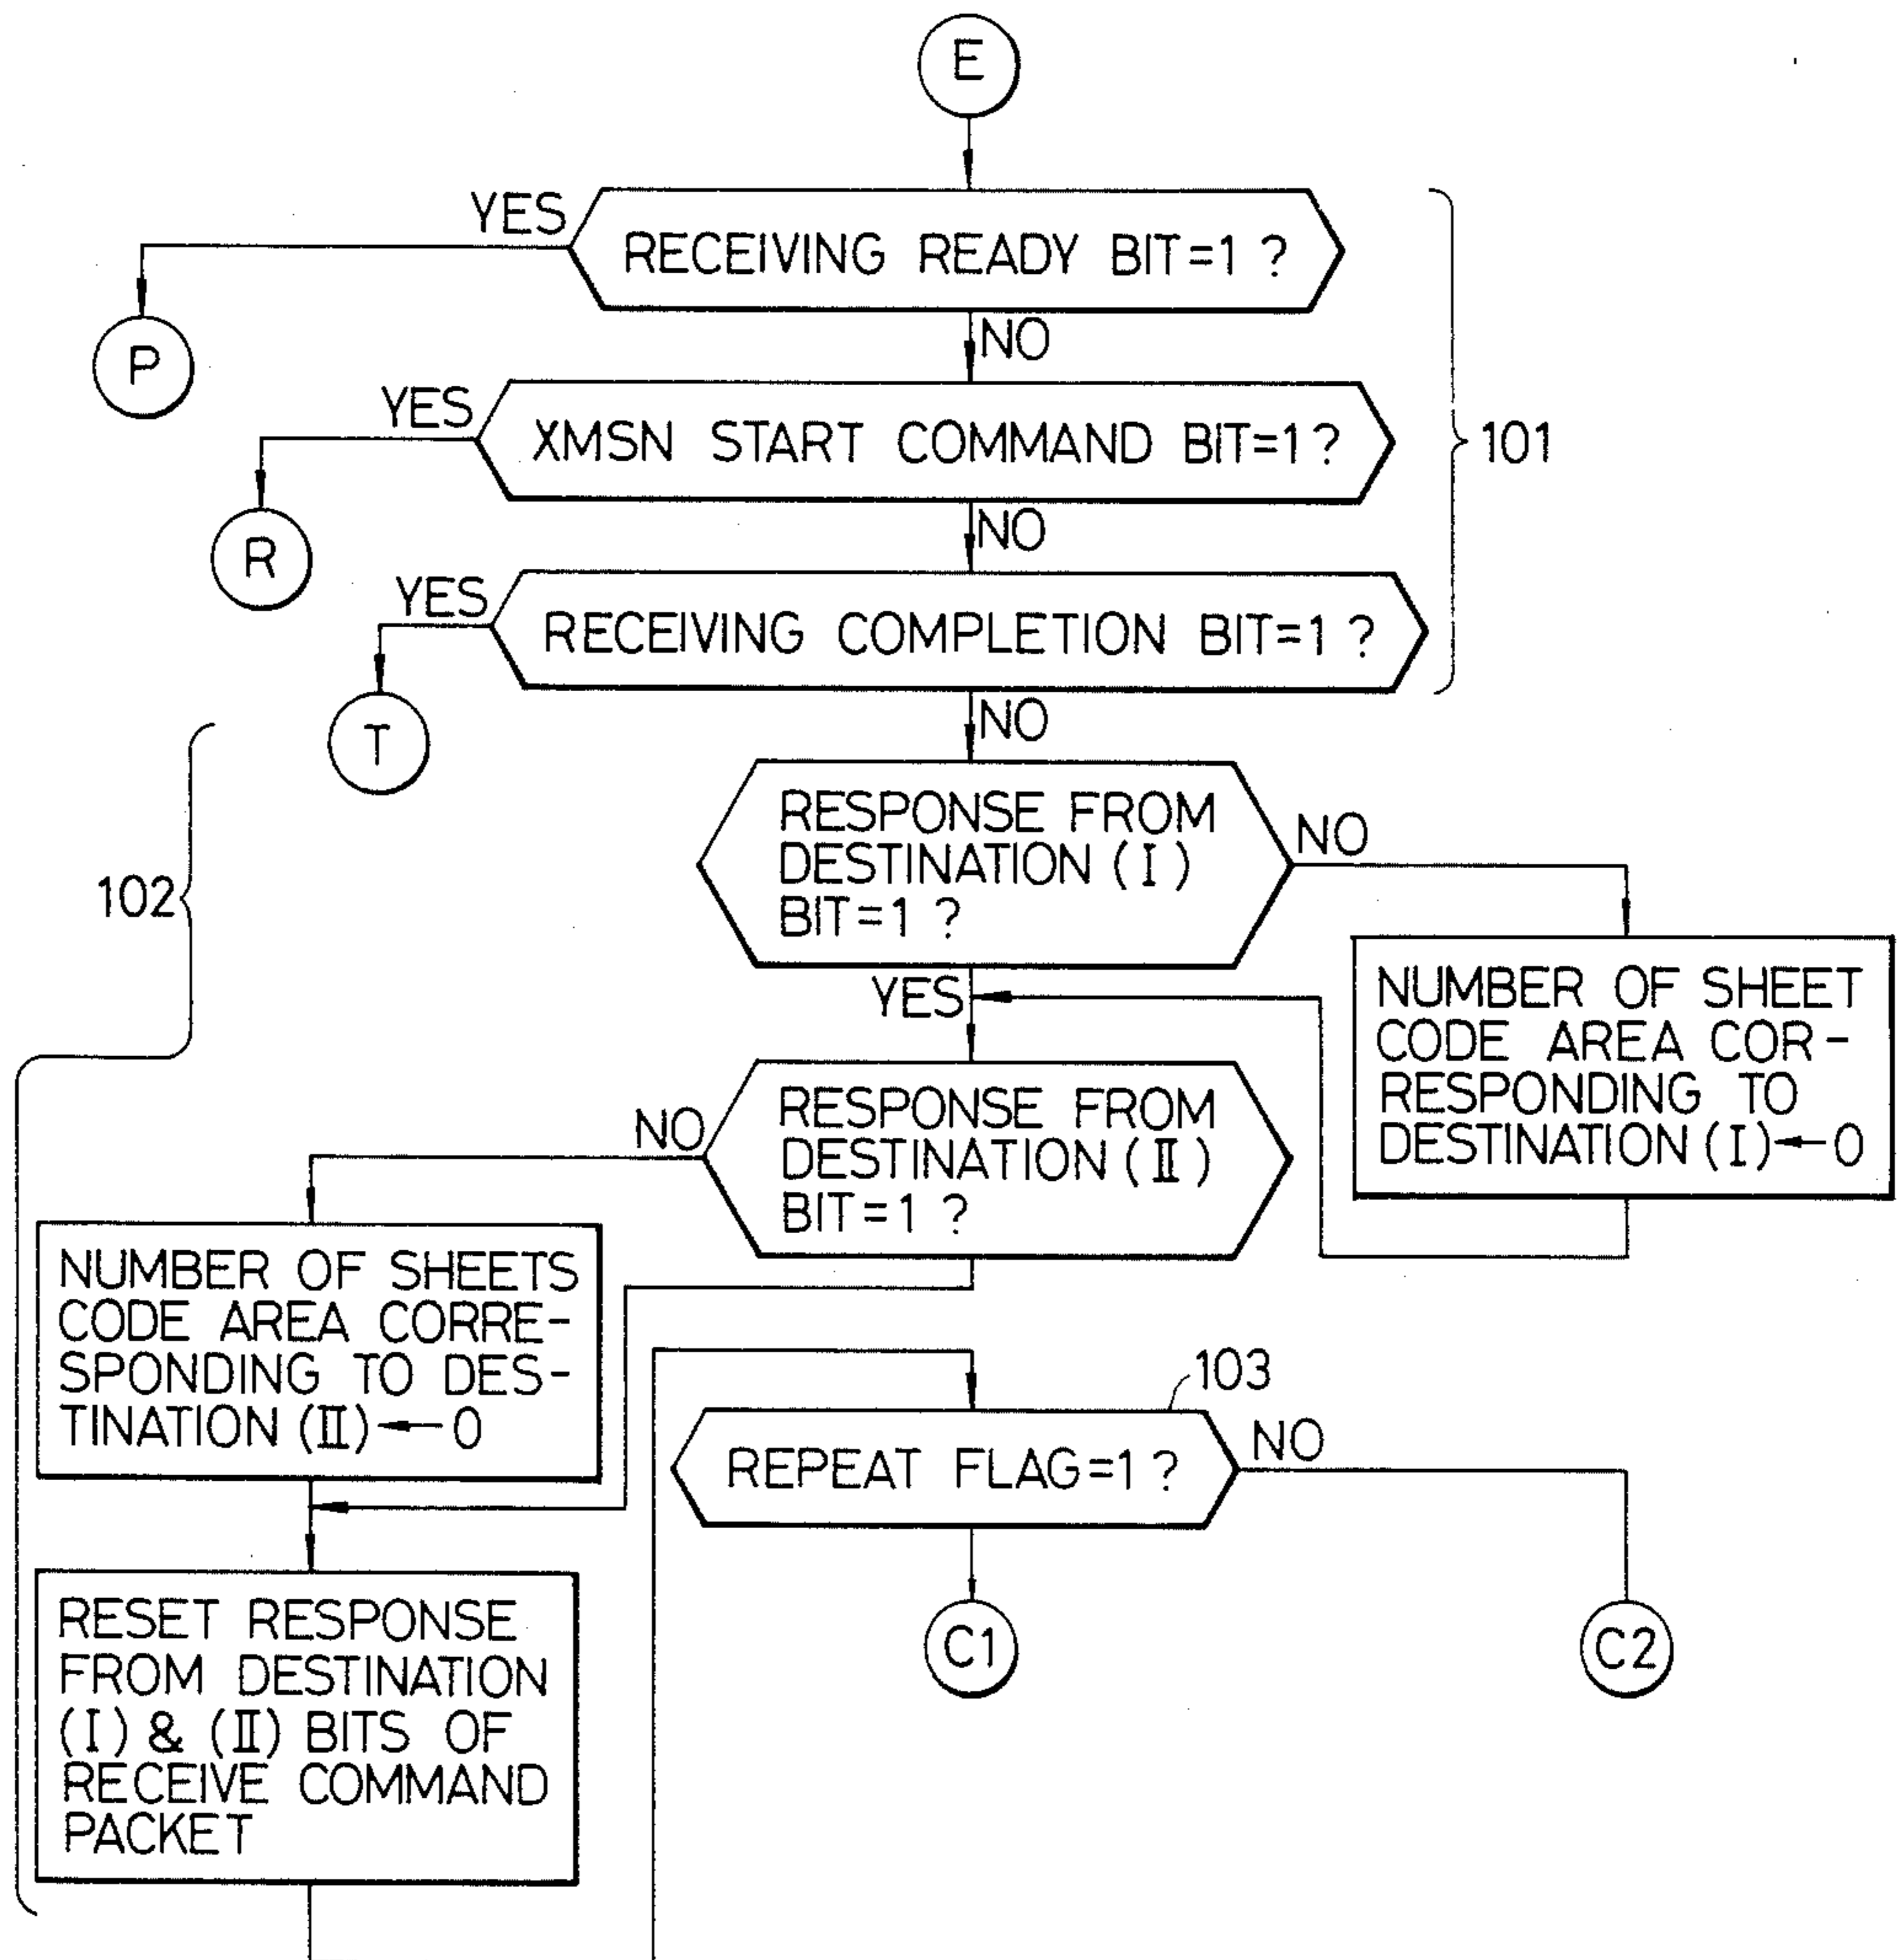 E
YES
RECEIVING READY BIT=1 ?
P
NO
101
YES
XMSN START COMMAND BIT=1 ?
R
NO
YES
RECEIVING COMPLETION BIT=1 ?
T
NO
102
RESPONSE FROM
DESTINATION (I)
BIT=1 ?
NO
YES
NUMBER OF SHEET
CODE AREA COR-
RESPONDING TO
DESTINATION (I)←0
NO
RESPONSE FROM
DESTINATION (II)
BIT=1 ?
NUMBER OF SHEETS
CODE AREA CORRE-
SPONDING TO DES-
TINATION (II)←0
103
REPEAT FLAG=1 ?
NO
C1
C2
RESET RESPONSE
FROM DESTINATION
(I) & (II) BITS OF
RECEIVE COMMAND
PACKET